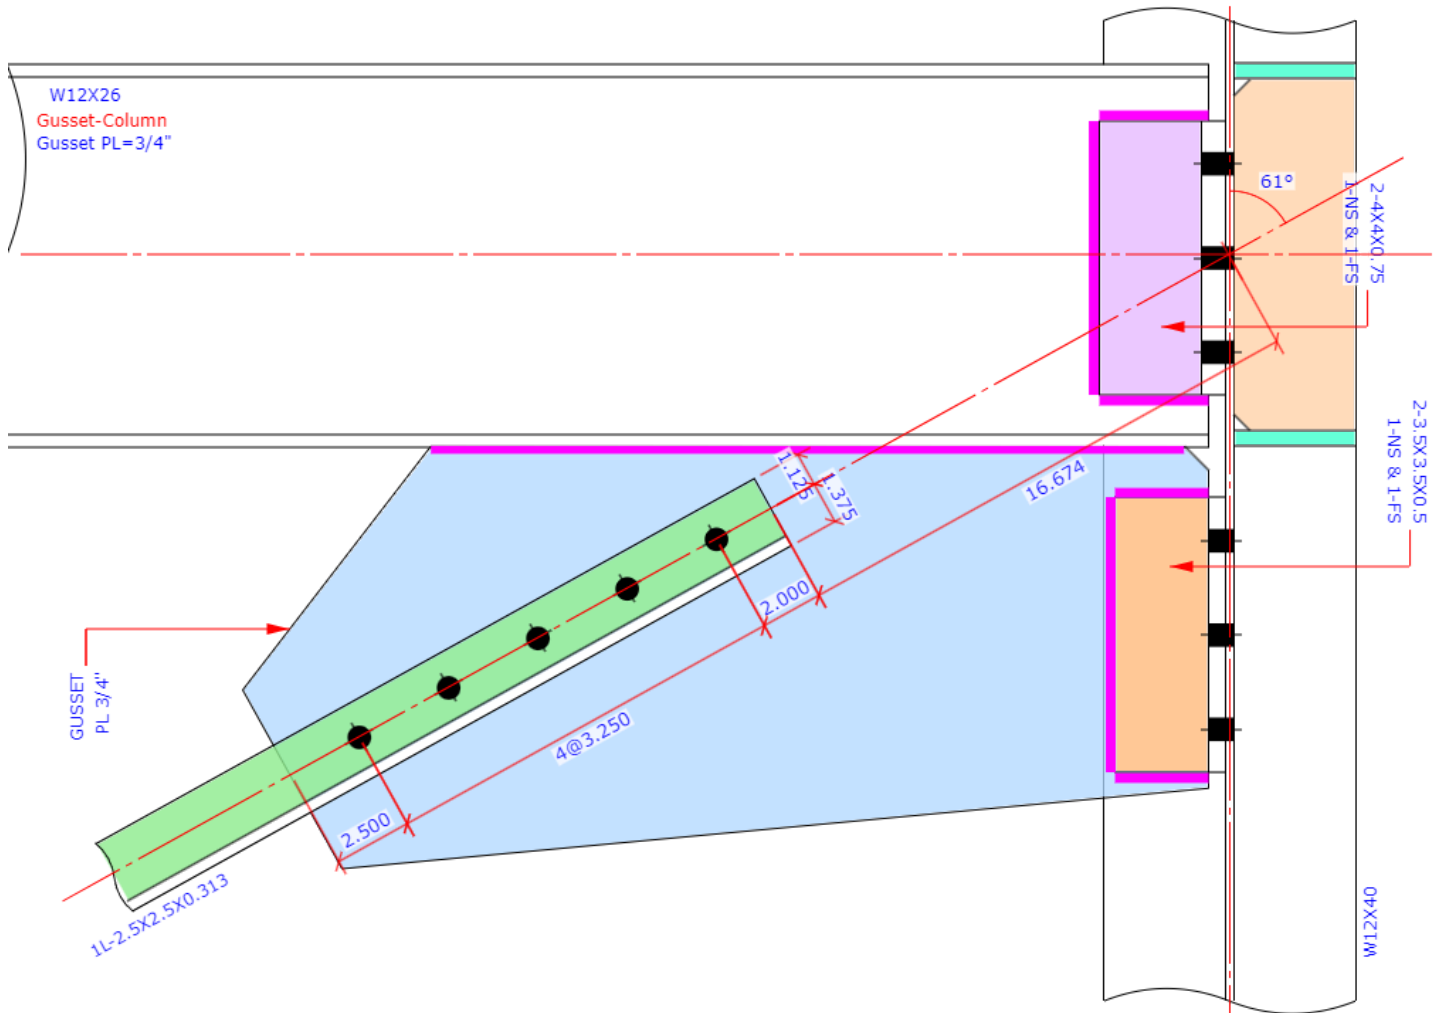 W12X26
Gusset-Column
Gusset PL=3/4"
61°
2-4X4X0.75
1-NS & 1-FS
2-3.5X3.5X0.5
1-NS & 1-FS
1.125
1.375
16.674
2.000
4@3.250
2.500
GUSSET
PL 3/4"
1L-2.5X2.5X0.313
W12X40